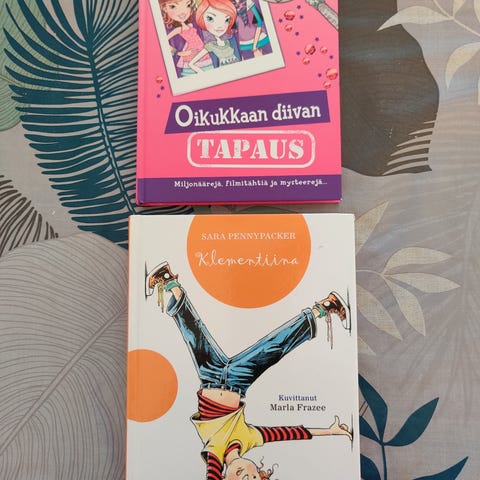 Oikukkaan diivan
TAPAUS
Miljonäärejä, filmitähtiä ja mysteerejä...
SARA PENNYPACKER
Klementiina
Kuvittanut
Marla Frazee